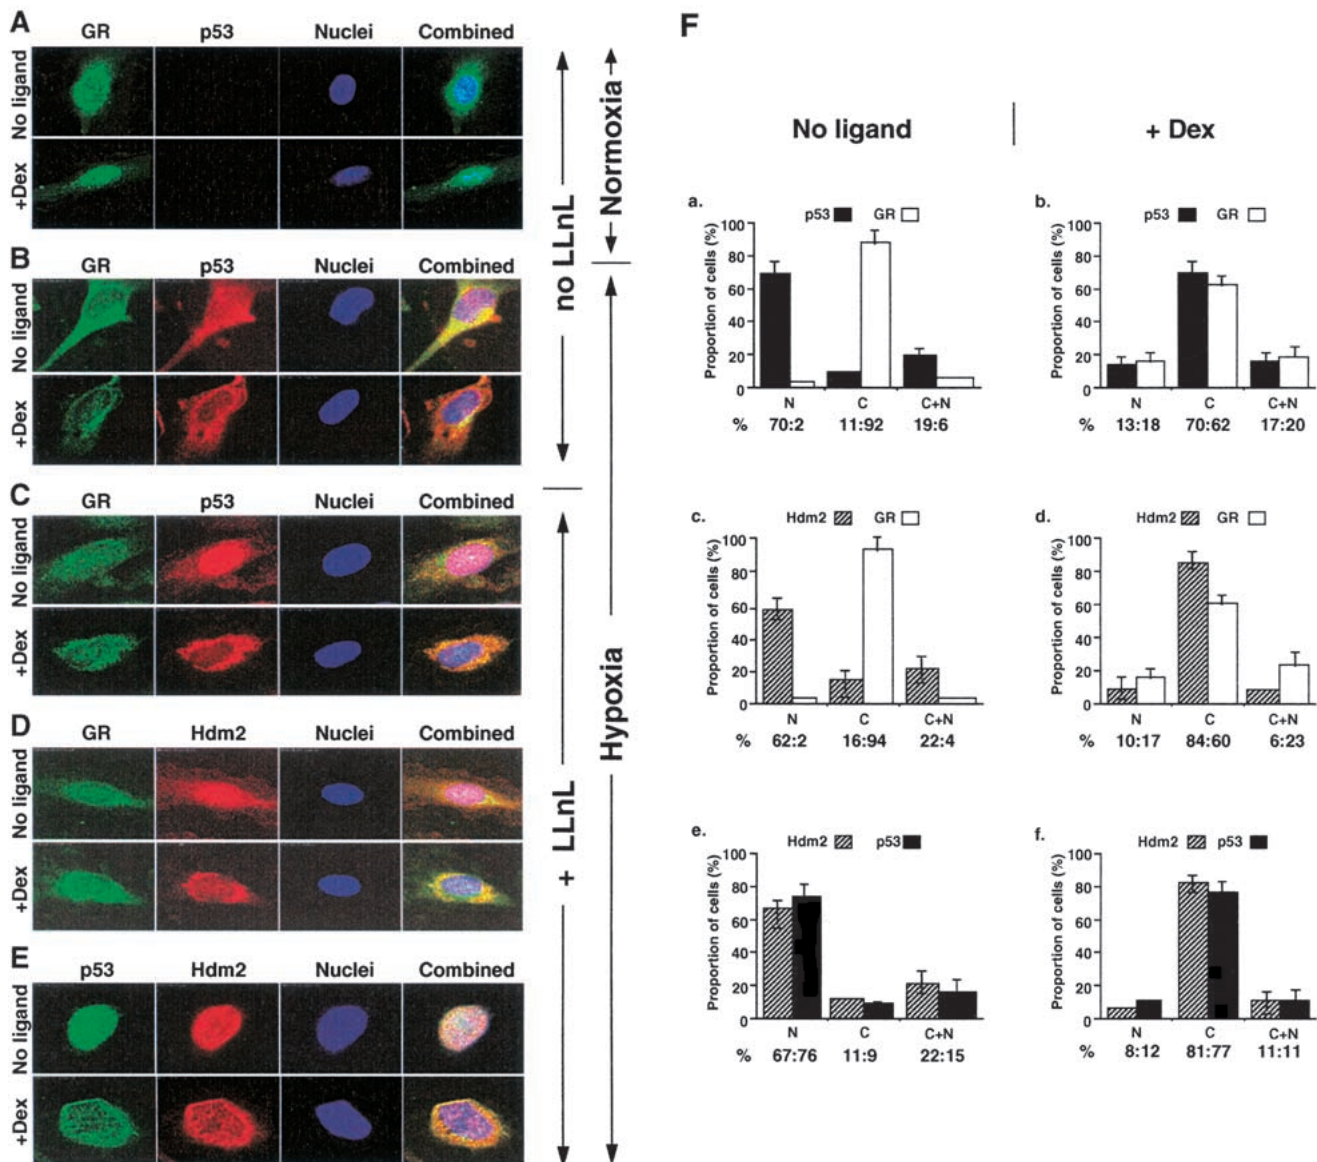 A
GR p53 Nuclei Combined
No ligand
+Dex
B
GR p53 Nuclei Combined
No ligand
+Dex
C
GR p53 Nuclei Combined
No ligand
+Dex
D
GR Hdm2 Nuclei Combined
No ligand
+Dex
E
p53 Hdm2 Nuclei Combined
No ligand
+Dex
no LLnL
+ LLnL
Normoxia
Hypoxia
F
No ligand + Dex
a.
p53 GR
Proportion of cells (%)
100
80
60
40
20
0
N C C+N
% 70:2 11:92 19:6
b.
p53 GR
Proportion of cells (%)
100
80
60
40
20
0
N C C+N
% 13:18 70:62 17:20
c.
Hdm2 GR
Proportion of cells (%)
100
80
60
40
20
0
N C C+N
% 62:2 16:94 22:4
d.
Hdm2 GR
Proportion of cells (%)
100
80
60
40
20
0
N C C+N
% 10:17 84:60 6:23
e.
Hdm2 p53
Proportion of cells (%)
100
80
60
40
20
0
N C C+N
% 67:76 11:9 22:15
f.
Hdm2 p53
Proportion of cells (%)
100
80
60
40
20
0
N C C+N
% 8:12 81:77 11:11